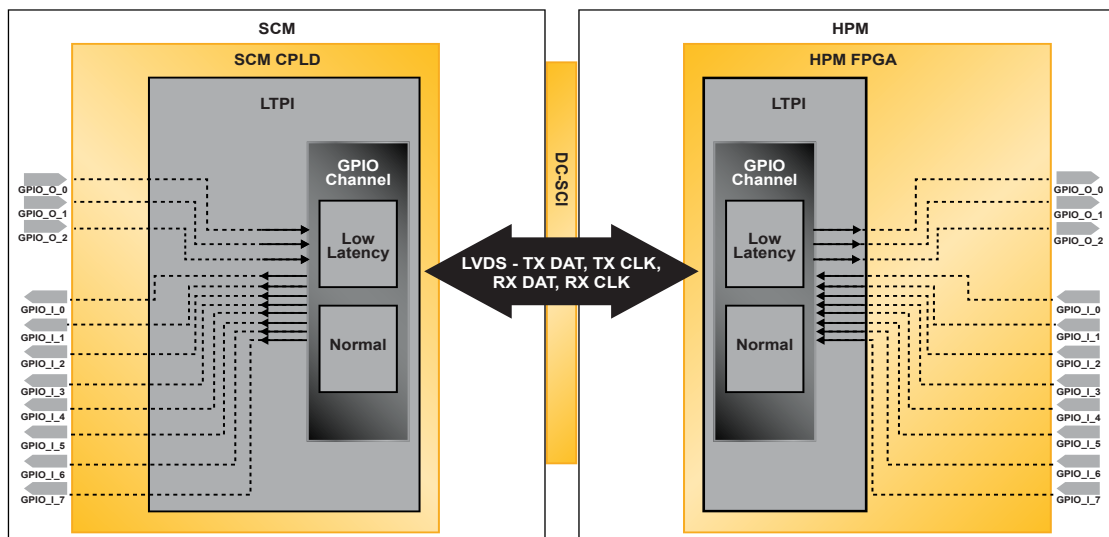 SCM
SCM CPLD
LTPI
GPIO
Channel
Low
Latency
Normal
GPIO_O_0
GPIO_O_1
GPIO_O_2
GPIO_I_0
GPIO_I_1
GPIO_I_2
GPIO_I_3
GPIO_I_4
GPIO_I_5
GPIO_I_6
GPIO_I_7
DC-SCI
LVDS - TX DAT, TX CLK,
RX DAT, RX CLK
HPM
HPM FPGA
LTPI
GPIO
Channel
Low
Latency
Normal
GPIO_O_0
GPIO_O_1
GPIO_O_2
GPIO_I_0
GPIO_I_1
GPIO_I_2
GPIO_I_3
GPIO_I_4
GPIO_I_5
GPIO_I_6
GPIO_I_7